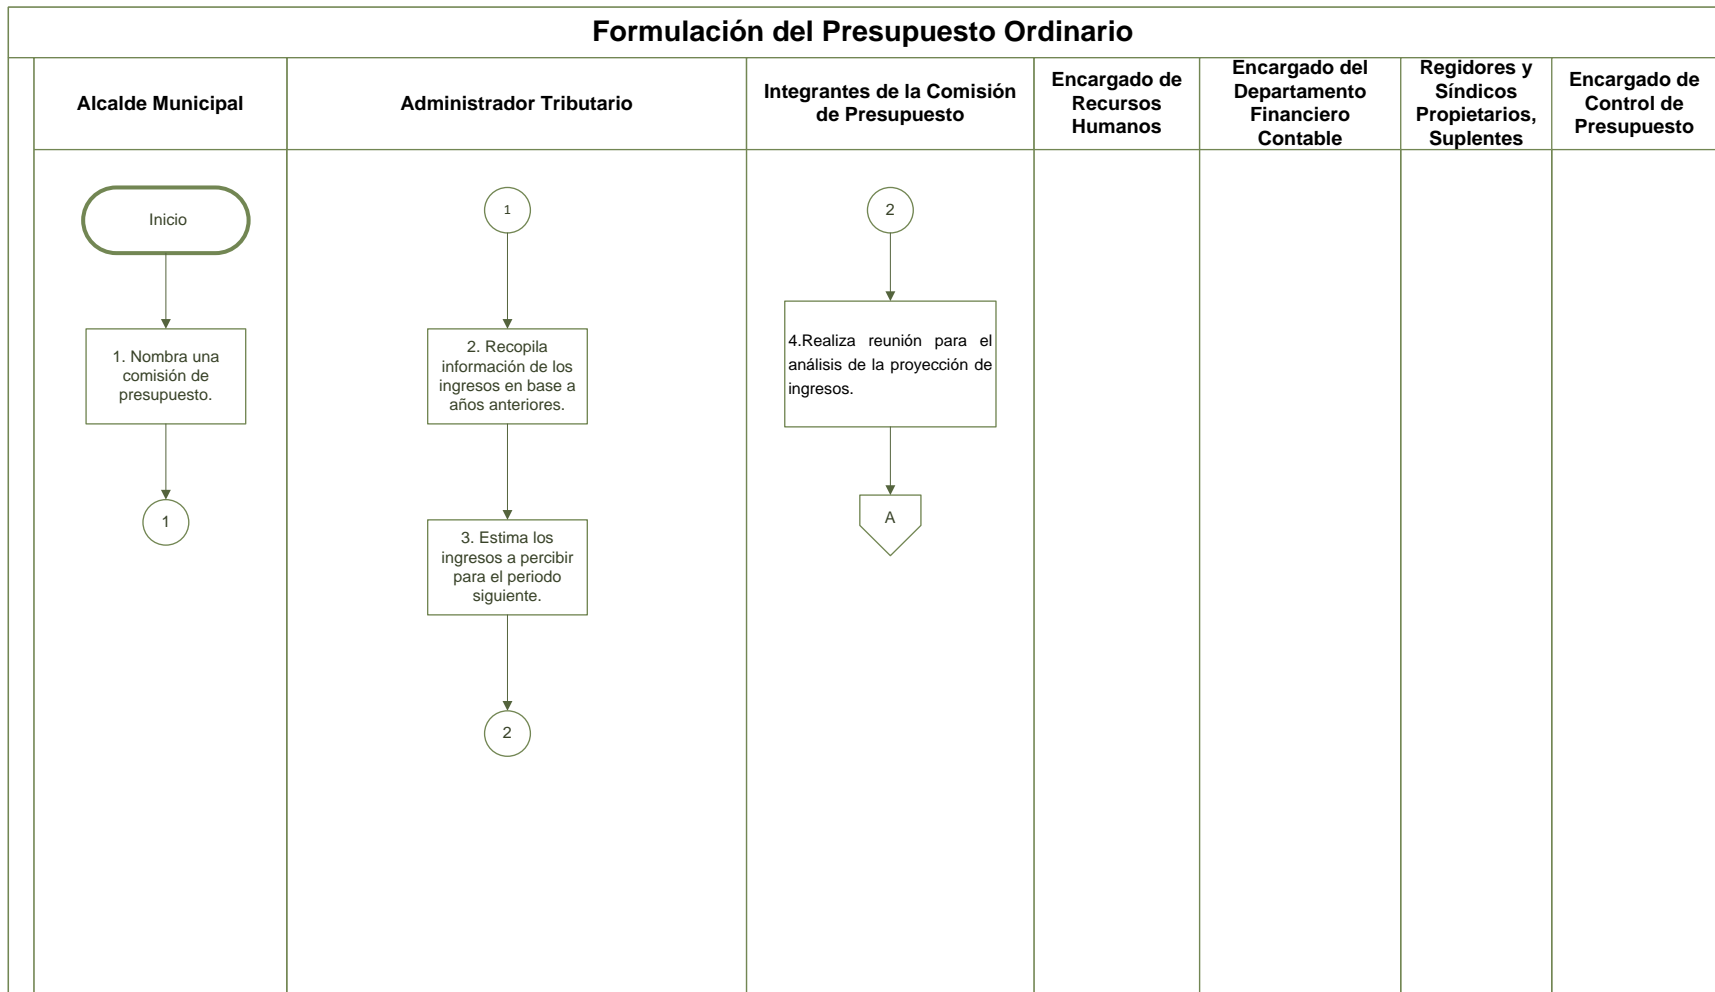 Formulación del Presupuesto Ordinario
Alcalde Municipal
Administrador Tributario
Integrantes de la Comisión
de Presupuesto
Encargado de
Recursos
Humanos
Encargado del
Departamento
Financiero
Contable
Regidores y
Síndicos
Propietarios,
Suplentes
Encargado de
Control de
Presupuesto
Inicio
1. Nombra una
comisión de
presupuesto.
1
1
2. Recopila
información de los
ingresos en base a
años anteriores.
3. Estima los
ingresos a percibir
para el periodo
siguiente.
2
2
4.Realiza reunión para el
análisis de la proyección de
ingresos.
A